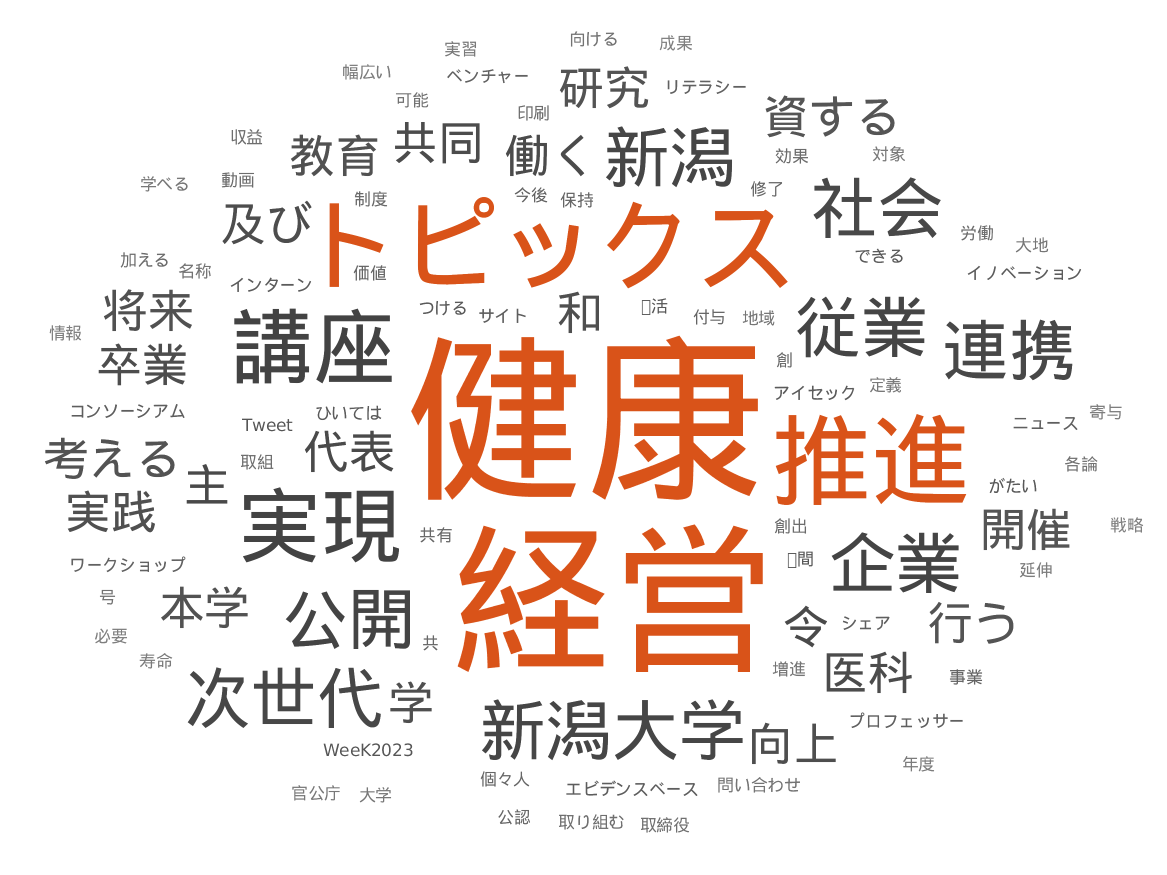 向ける
成果
実習
幅広い
ベンチャー
研究
リテラシー
可能
印刷
資する
収益
教育
共同
働く
新潟
効果
対象
学べる
動画
制度
今後
保持
修了
社会
及び
トピックス
労働
大地
加える
名称
価値
できる
イノベーション
インターン
将来
つける
サイト
和
活
付与
地域
従業
連携
情報
講座
卒業
健康
創
アイセック
定義
コンソーシアム
Tweet
ひいては
ニュース
寄与
考える
取組
代表
推進
各論
主
実践
がたい
実現
共有
創出
開催
戦略
ワークショップ
間
企業
延伸
号
本学
公開
経営
令
シェア
行う
必要
共
寿命
増進
医科
事業
次世代
学
新潟大学
向上
プロフェッサー
WeeK2023
年度
官公庁
大学
個々人
エビデンスベース
問い合わせ
公認
取り組む
取締役